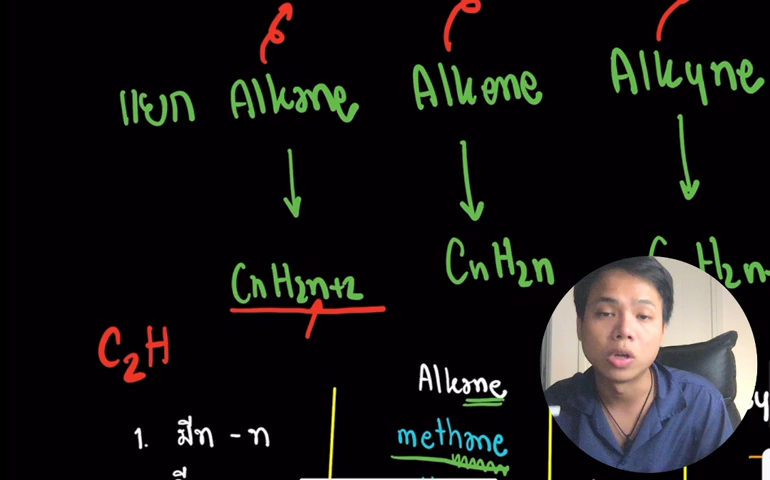 แยก Alkane Alkene Alkyne
CnH2n+2 CnH2n
C2H
Alkane
1. มีท - ท methane